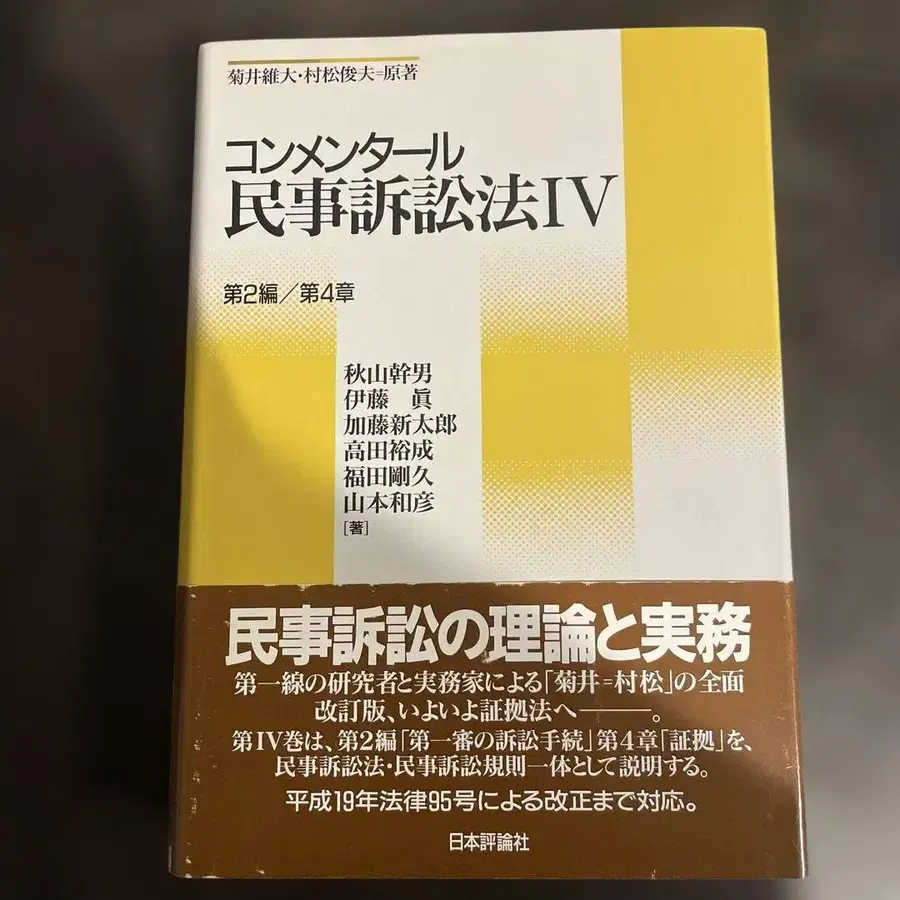 菊井維大・村松俊夫=原著
コンメンタール
民事訴訟法IV
第2編/第4章
秋山幹男
伊藤 眞
加藤新太郎
高田裕成
福田剛久
山本和彦
[著]
民事訴訟の理論と実務
第一線の研究者と実務家による「菊井=村松」の全面
改訂版、いよいよ証拠法へ――。
第IV巻は、第2編「第一審の訴訟手続」第4章「証拠」を、
民事訴訟法・民事訴訟規則一体として説明する。
平成19年法律95号による改正まで対応。
日本評論社